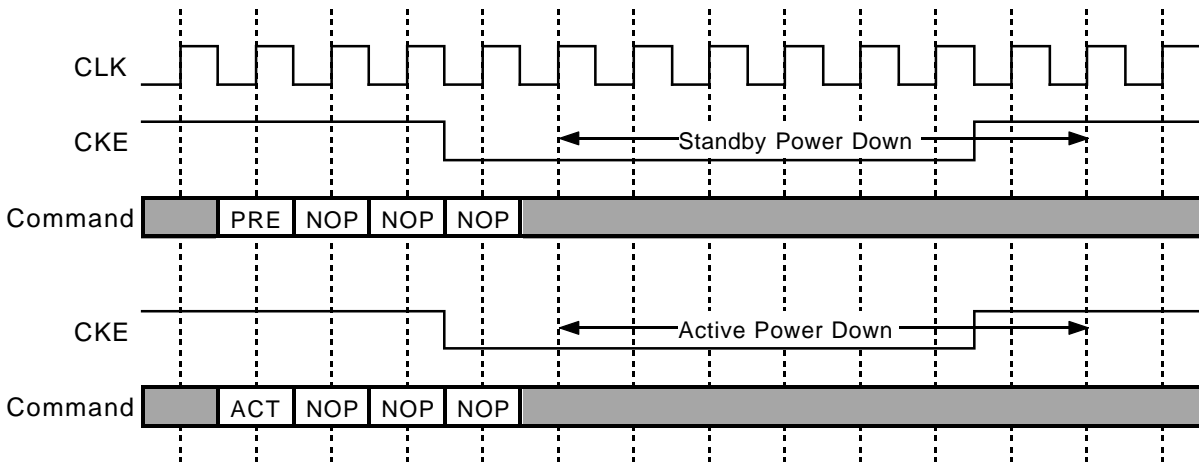 CLK
CKE Standby Power Down
Command PRE NOP NOP NOP
CKE Active Power Down
Command ACT NOP NOP NOP